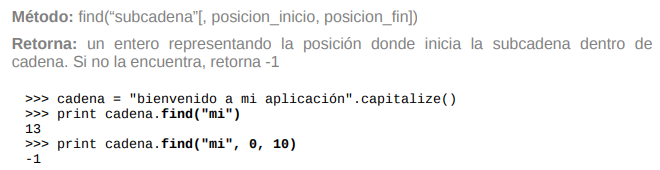 Método: find(“subcadena”[, posicion_inicio, posicion_fin])
Retorna: un entero representando la posición donde inicia la subcadena dentro de
cadena. Si no la encuentra, retorna -1
>>> cadena = "bienvenido a mi aplicación".capitalize()
>>> print cadena.find("mi")
13
>>> print cadena.find("mi", 0, 10)
-1